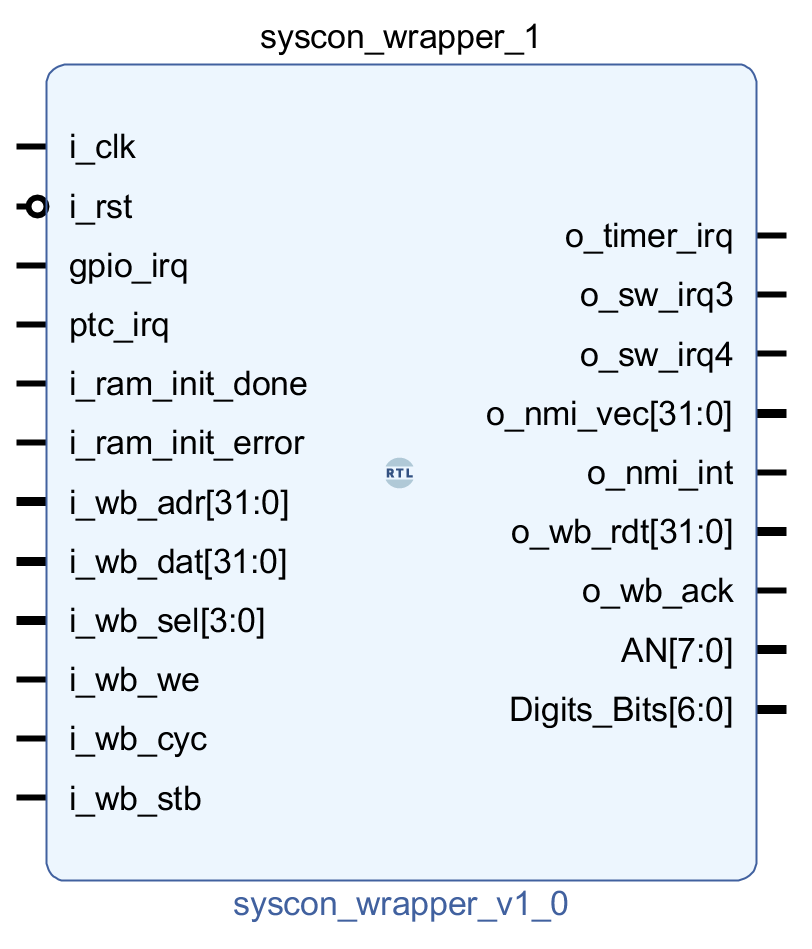 syscon_wrapper_1
i_clk
i_rst
gpio_irq
ptc_irq
i_ram_init_done
i_ram_init_error
i_wb_adr[31:0]
i_wb_dat[31:0]
i_wb_sel[3:0]
i_wb_we
i_wb_cyc
i_wb_stb
RTL
o_timer_irq
o_sw_irq3
o_sw_irq4
o_nmi_vec[31:0]
o_nmi_int
o_wb_rdt[31:0]
o_wb_ack
AN[7:0]
Digits_Bits[6:0]
syscon_wrapper_v1_0